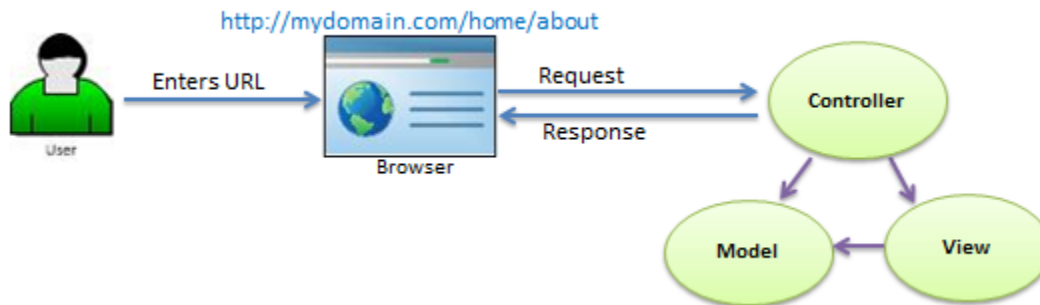 http://mydomain.com/home/about
Enters URL
Request
Response
Controller
User
Browser
Model
View